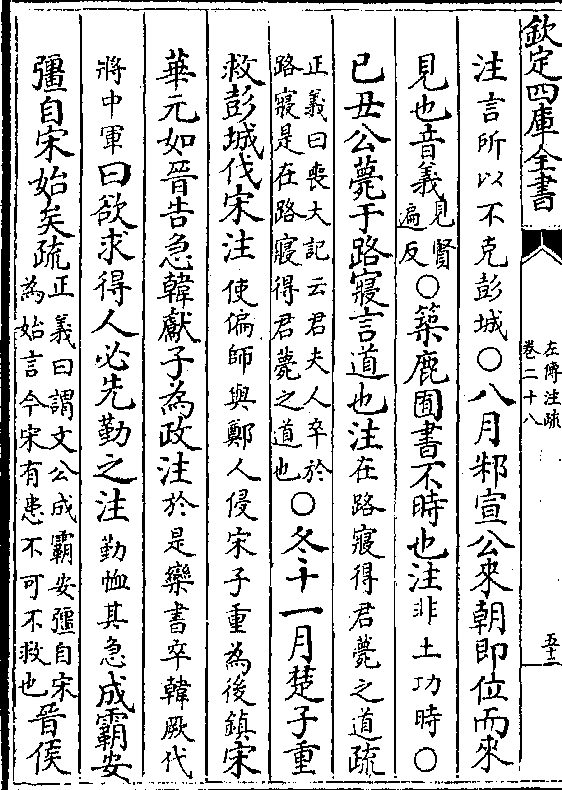 欽定四庫全書
左傳注疏
卷二十八
五十二
注言所以不克彭城○八月邾宣公來朝即位而來
見也音義見賢遍反○築鹿囿書不時也注非土功時○
己丑公薨于路寢言道也注在路寢得君薨之道疏
正義曰喪大記云君夫人卒於路寢是在路寢得君薨之道也○冬十一月楚子重
救彭城伐宋注使偏師與鄭人侵宋子重為後鎮宋
華元如晉告急韓獻子為政注於是欒書卒韓厥代
將中軍曰欲求得人必先勤之注勤恤其急成霸安
彊自宋始矣疏正義曰謂文公成霸安彊自宋為始言今宋有患不可不救也晉侯